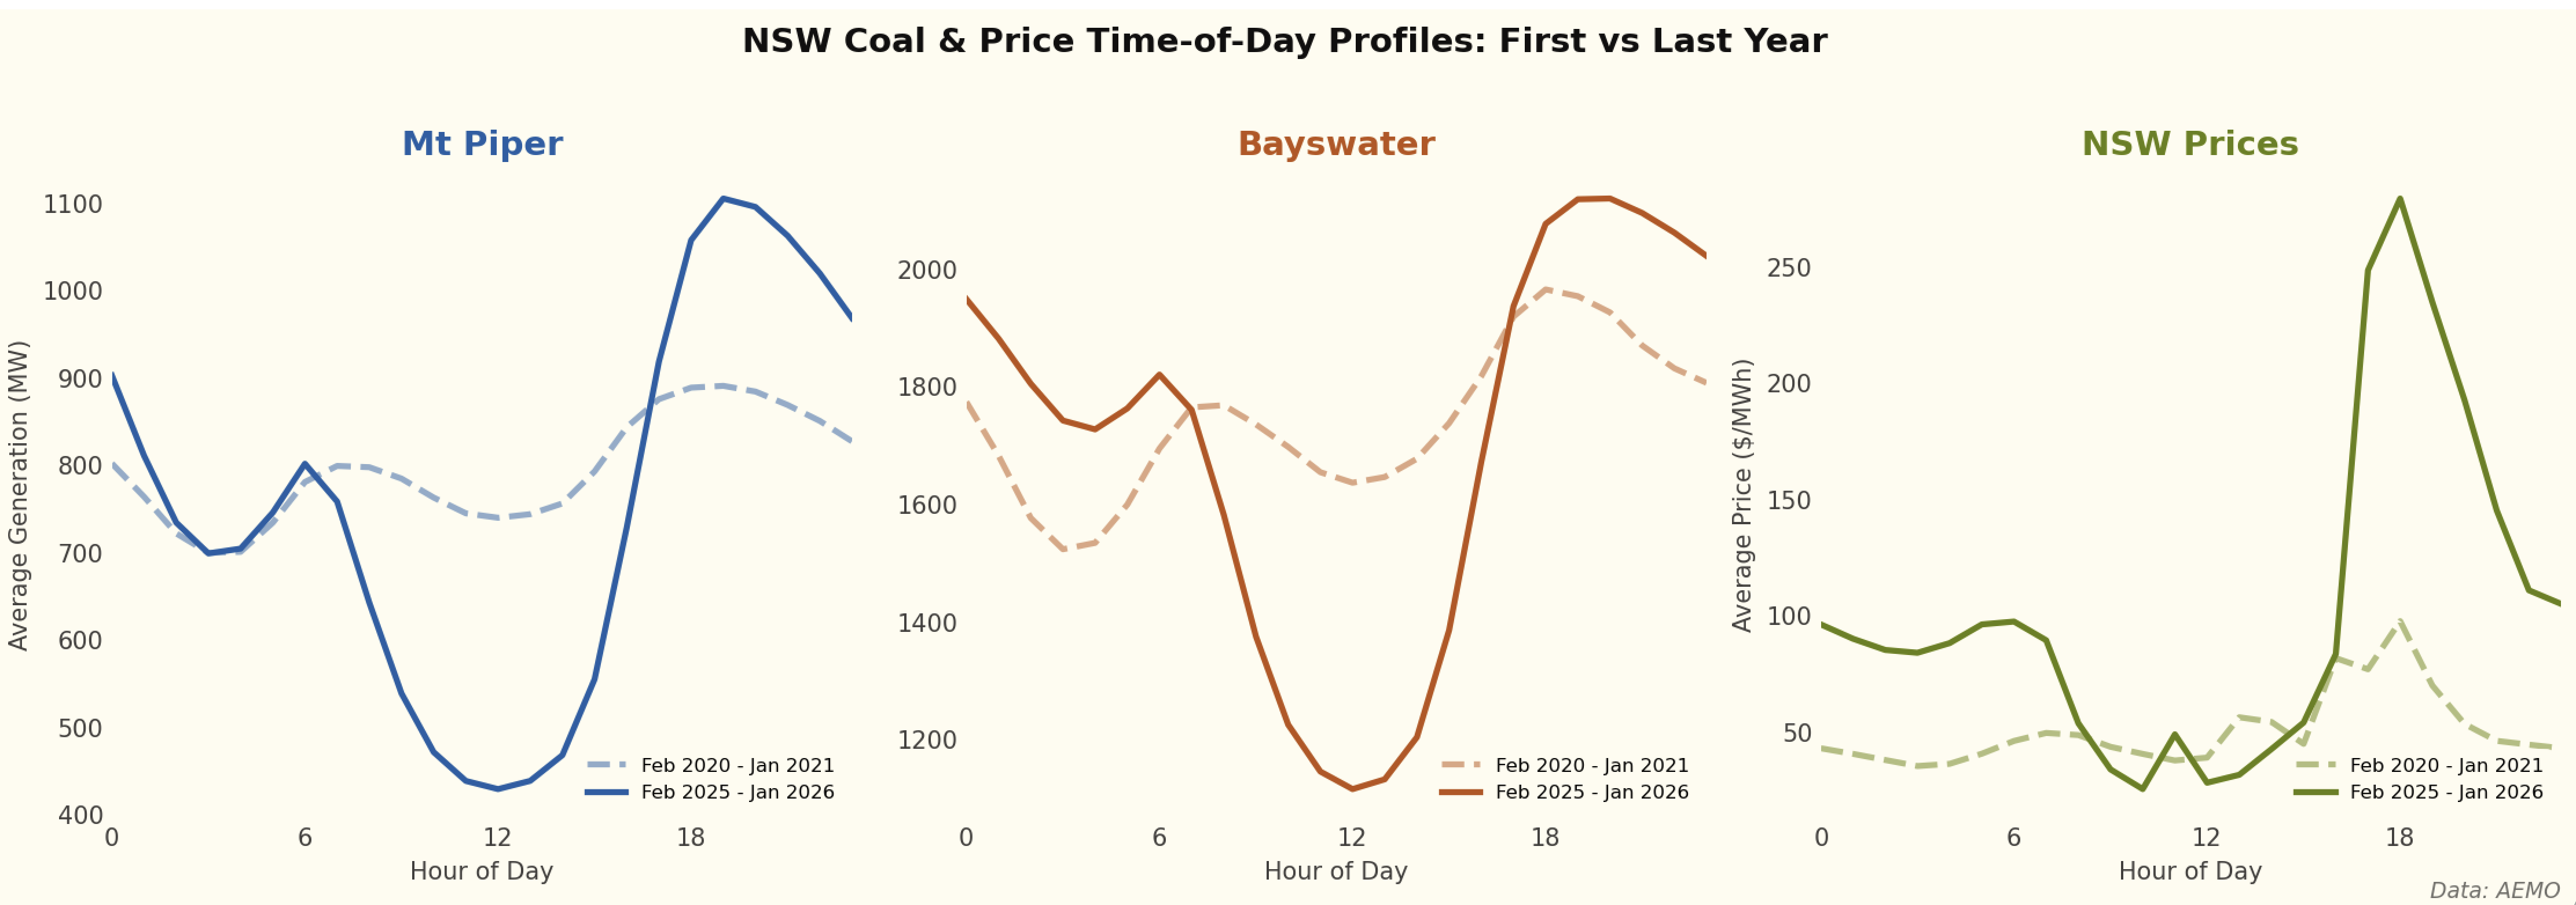 NSW Coal & Price Time-of-Day Profiles: First vs Last Year
Mt Piper
Average Generation (MW)
1100
1000
900
800
700
600
500
400
0
6
12
18
Hour of Day
Feb 2020 - Jan 2021
Feb 2025 - Jan 2026
Bayswater
2000
1800
1600
1400
1200
0
6
12
18
Hour of Day
Feb 2020 - Jan 2021
Feb 2025 - Jan 2026
NSW Prices
Average Price ($/MWh)
250
200
150
100
50
0
6
12
18
Hour of Day
Feb 2020 - Jan 2021
Feb 2025 - Jan 2026
Data: AEMO